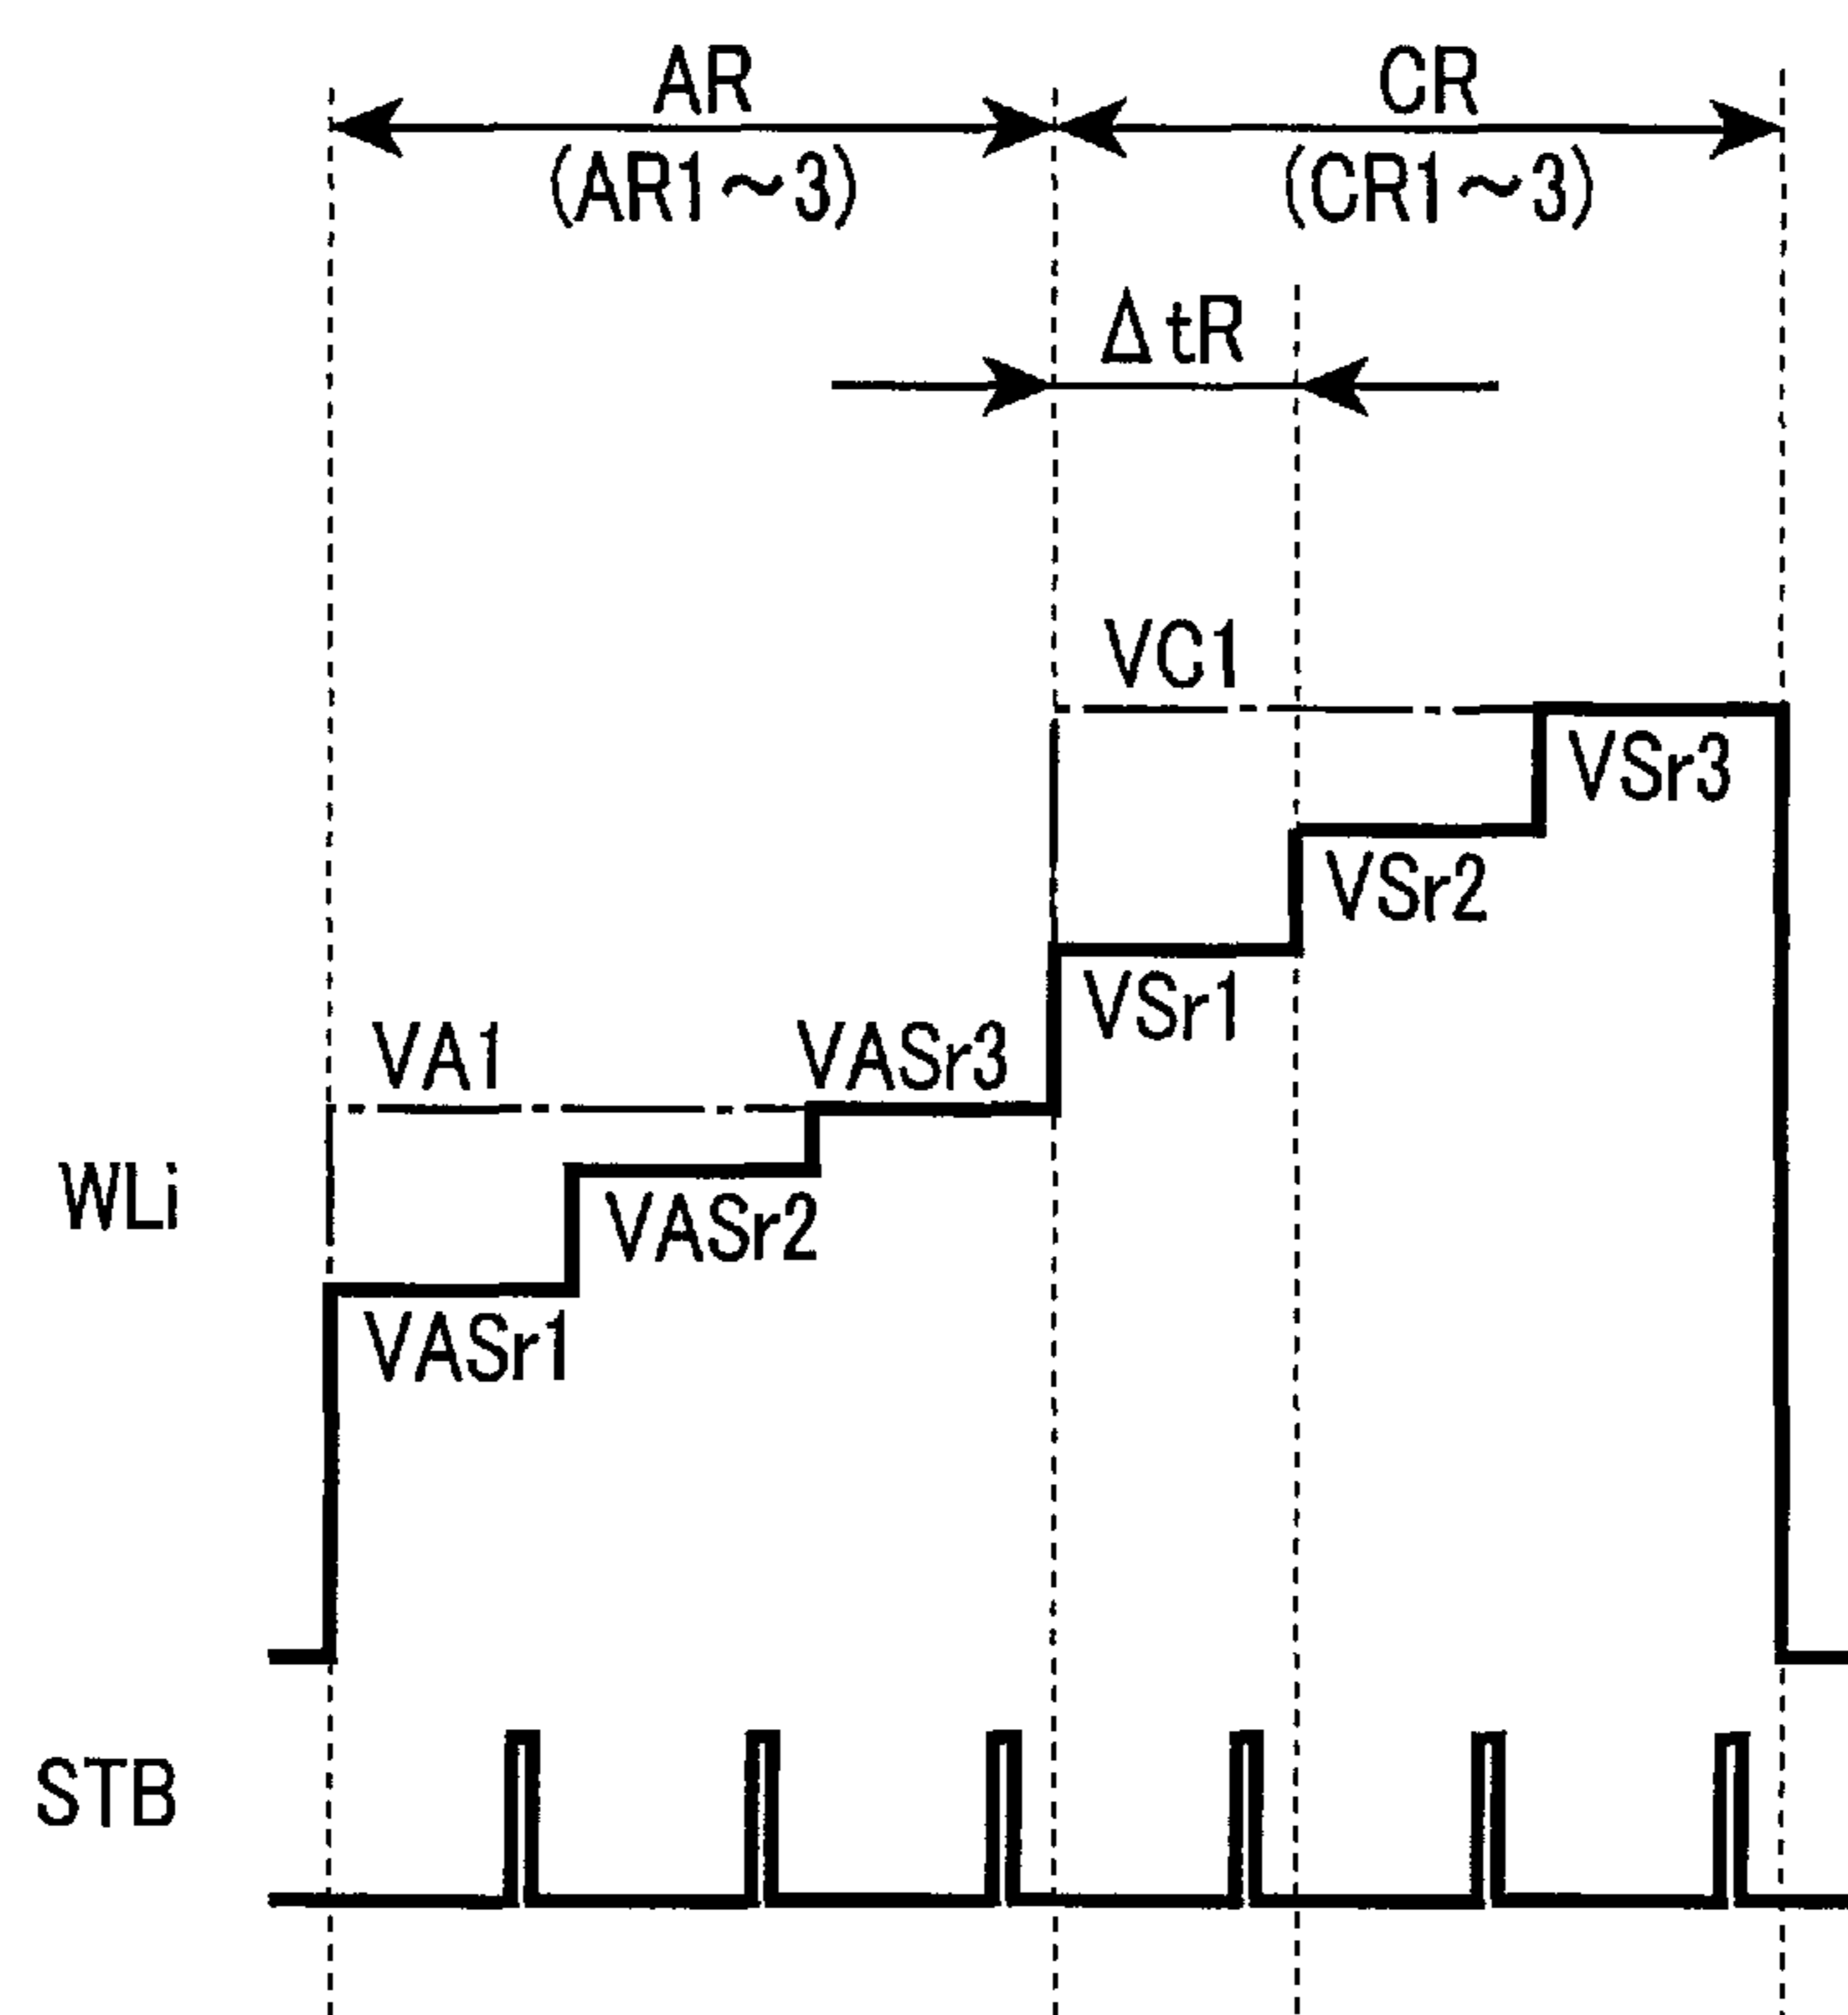 AR
CR
(AR1～3)
(CR1～3)
ΔtR
VC1
VSr3
VSr2
VSr1
VA1
VASr3
WLi
VASr2
VASr1
STB